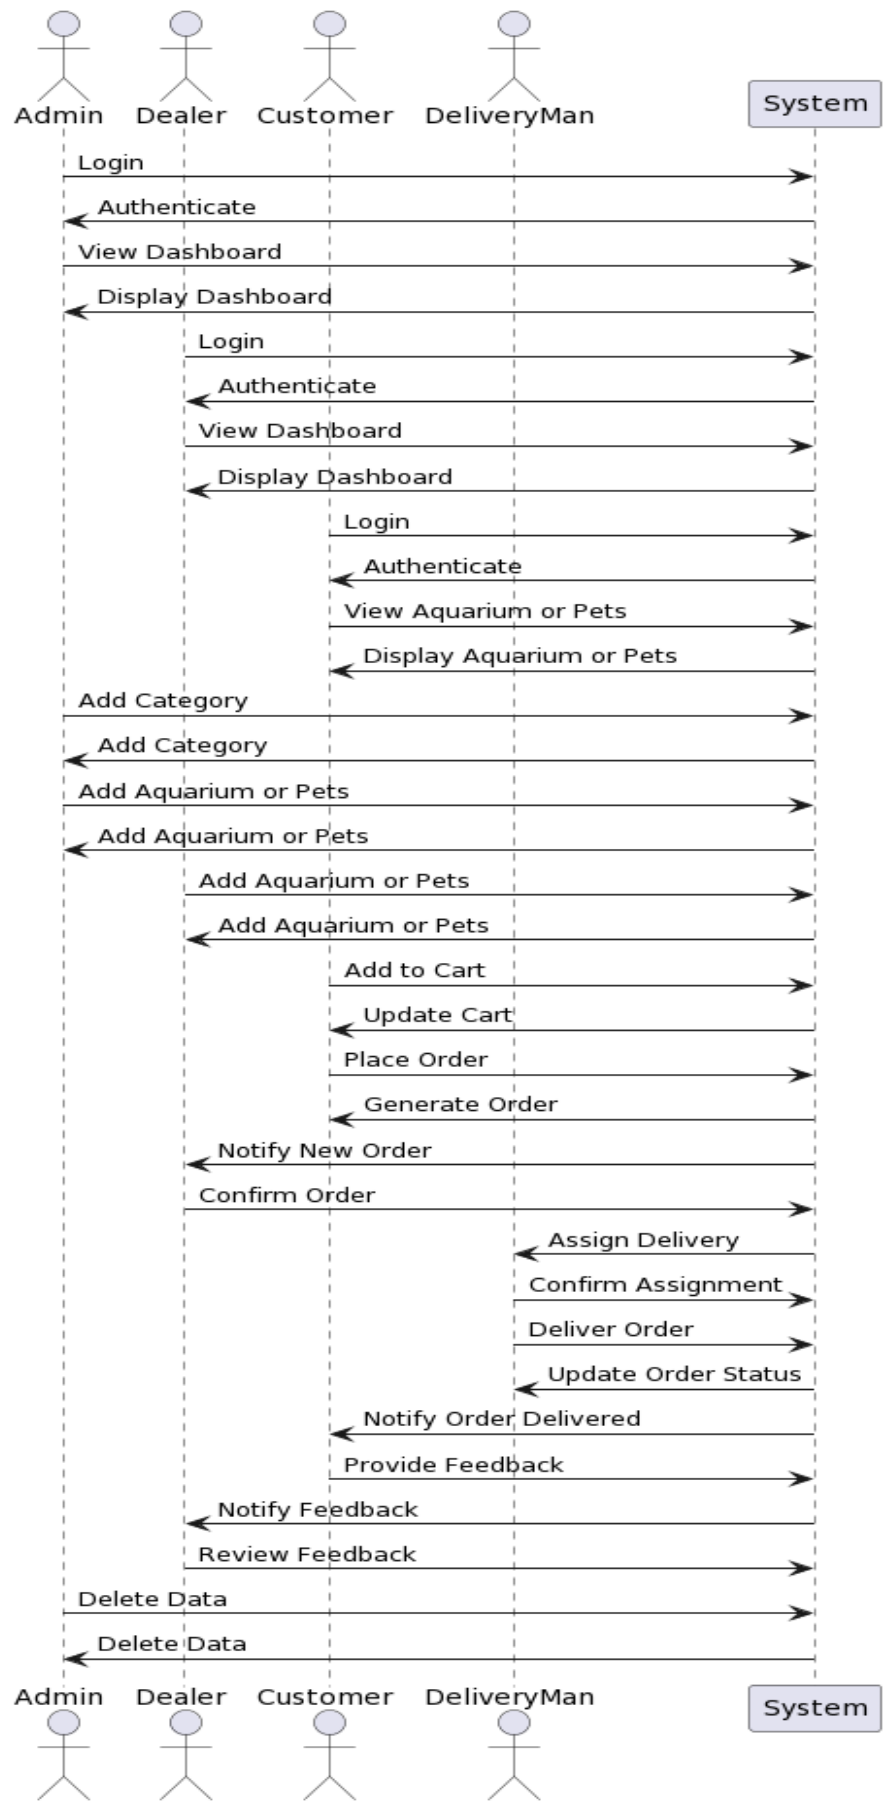 Admin Dealer Customer DeliveryMan System
Login
Authenticate
View Dashboard
Display Dashboard
Login
Authenticate
View Dashboard
Display Dashboard
Login
Authenticate
View Aquarium or Pets
Display Aquarium or Pets
Add Category
Add Category
Add Aquarium or Pets
Add Aquarium or Pets
Add Aquarium or Pets
Add Aquarium or Pets
Add to Cart
Update Cart
Place Order
Generate Order
Notify New Order
Confirm Order
Assign Delivery
Confirm Assignment
Deliver Order
Update Order Status
Notify Order Delivered
Provide Feedback
Notify Feedback
Review Feedback
Delete Data
Delete Data
Admin Dealer Customer DeliveryMan System